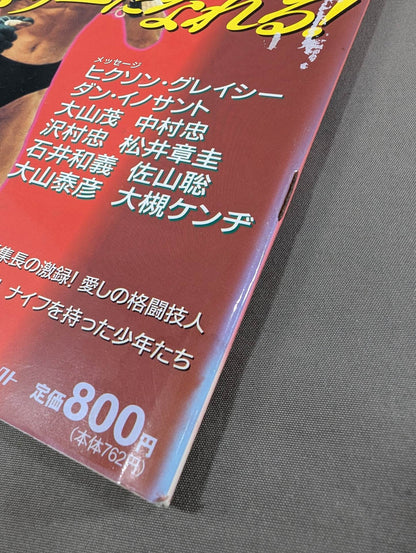 なれる!
メッセージ
ヒクソン・グレイシー
ダン・イノサント
大山茂 中村忠
沢村忠 松井章圭
石井和義 佐山聡
大山泰彦 大槻ケンヂ
集長の激録!愛しの格闘技人
ナイフを持った少年たち
定価800円
(本体762円)